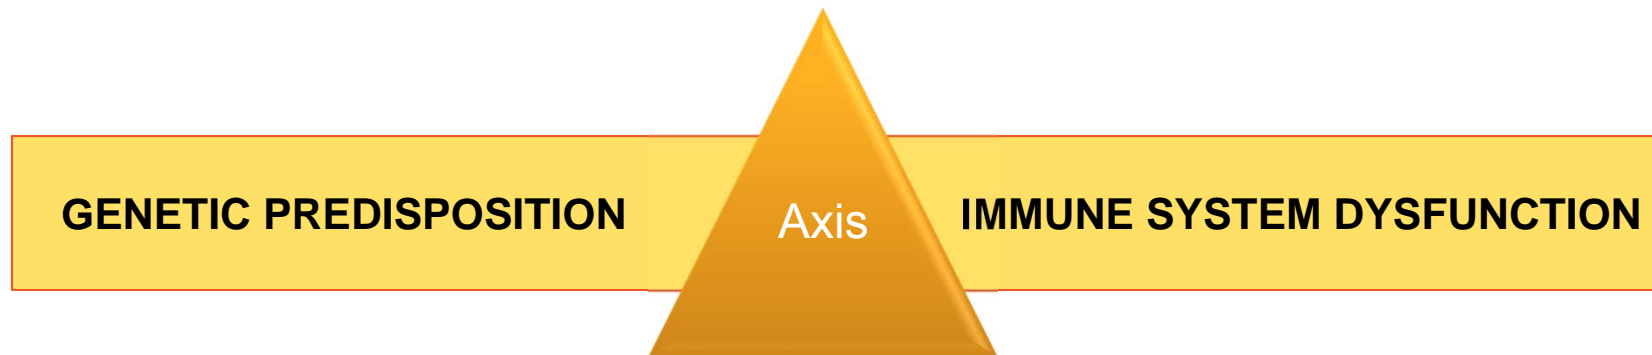 GENETIC PREDISPOSITION
Axis
IMMUNE SYSTEM DYSFUNCTION